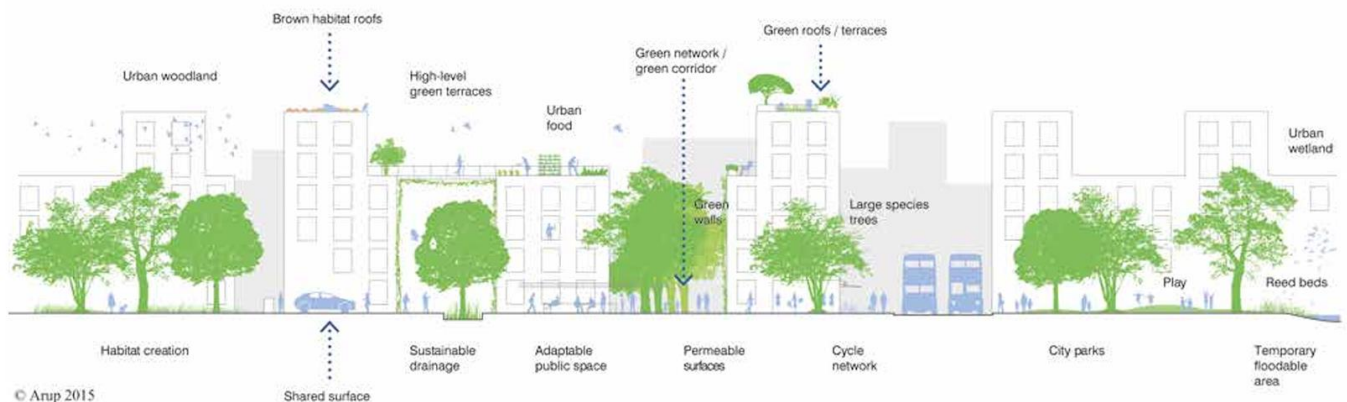 Brown habitat roofs
Green roofs / terraces
Green network /
green corridor
Urban woodland
High-level
green terraces
Urban
food
Urban
wetland
Green
walls
Large species
trees
Play
Reed beds
Habitat creation
Sustainable
drainage
Adaptable
public space
Permeable
surfaces
Cycle
network
City parks
Temporary
floodable
area
© Arup 2015
Shared surface